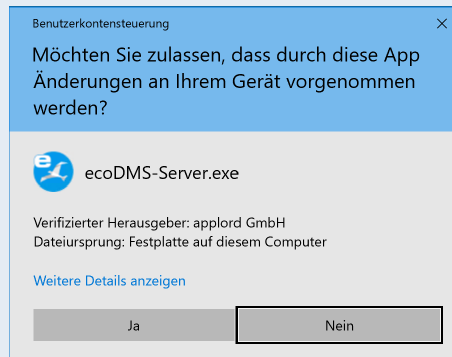 Benutzerkontensteuerung
Möchten Sie zulassen, dass durch diese App
Änderungen an Ihrem Gerät vorgenommen
werden?
e
ecoDMS-Server.exe
Verifizierter Herausgeber: applord GmbH
Dateiursprung: Festplatte auf diesem Computer
Weitere Details anzeigen
Ja
Nein